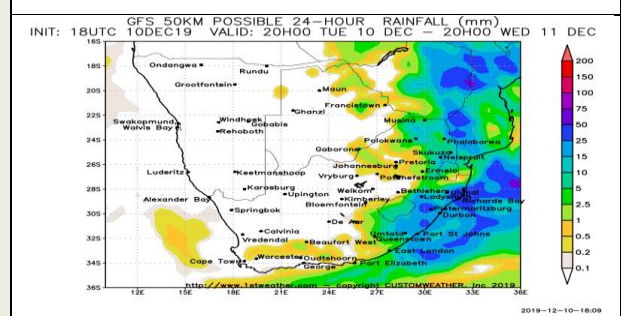 GFS 50KM POSSIBLE 24-HOUR RAINFALL (mm)
INIT: 18UTC 10DEC19 VALID: 20H00 TUE 10 DEC - 20H00 WED 11 DEC
16S
18S
20S
22S
24S
26S
28S
30S
32S
34S
36S
12E 15E 18E 21E 24E 27E 30E 33E 36E
Ondangwa
Rundu
Grootfontein
Maun
Ghanzi
Francistown
Swakopmund
Walvis Bay
Windhoek
Gobabis
Rehoboth
Musina
Polokwane
Phalaborwa
Gaborone
Skukuza
Nelspruit
Pretoria
Johannesburg
Ermelo
Luderitz
Keetmanshoop
Vryburg
Potchefstroom
Karasburg
Upington
Welkom
Bethlehem
Ladysmith
Richards Bay
Alexander Bay
Kimberley
Bloemfontein
Springbok
Pietermaritzburg
Durban
De Aar
Calvinia
Vredendal
Umtata
Port St Johns
Queenstown
Beaufort West
East London
Cape Town
Worcester
Oudtshoorn
George
Port Elizabeth
http://www.1stweather.com - copyright CUSTOMWEATHER, Inc 2019
200
150
100
75
50
25
15
10
5
2.5
1
0.5
0.2
0.1
2019-12-10-18:09